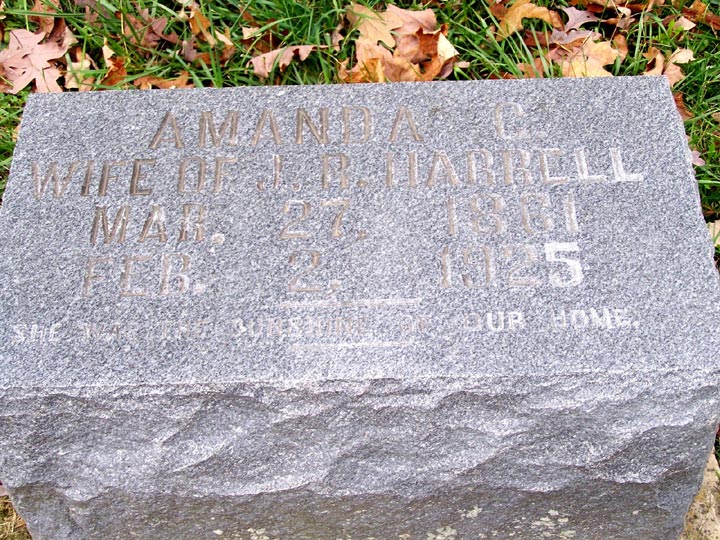 AMANDA C.
WIFE OF J. R. HARRELL
MAR. 27, 1861
FEB. 2, 1925
SHE WAS THE SUNSHINE OF OUR HOME.